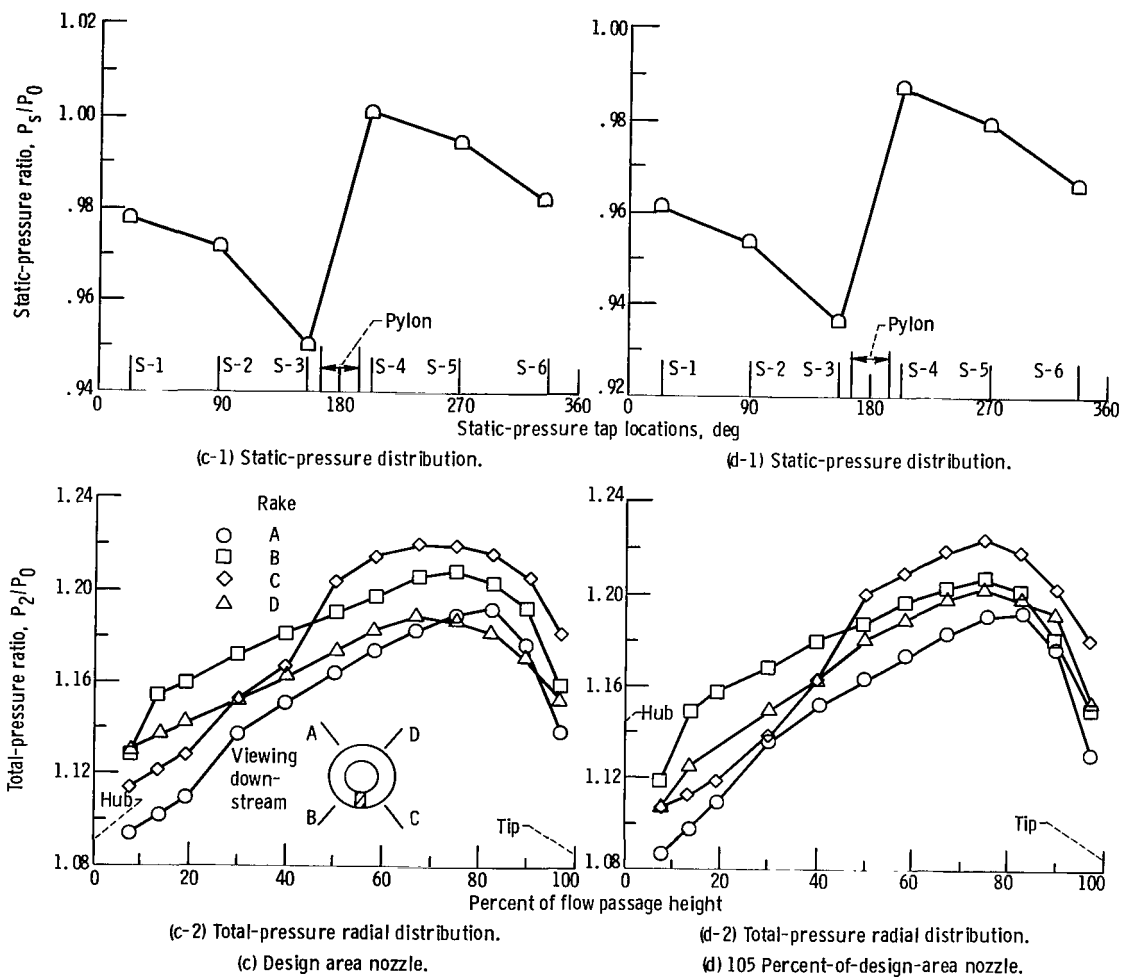 1.02
1.00
.98
.96
.94
Static-pressure ratio, Ps/P0
S-1 S-2 S-3 S-4 S-5 S-6
Pylon
0 90 180 270 360
1.00
.98
.96
.94
.92
S-1 S-2 S-3 S-4 S-5 S-6
Pylon
0 90 180 270 360
Static-pressure tap locations, deg
(c-1) Static-pressure distribution.
(d-1) Static-pressure distribution.
1.24
1.20
1.16
1.12
1.08
Total-pressure ratio, P2/P0
Rake
A
B
C
D
Viewing
down-
stream
A D
B C
Hub
Tip
0 20 40 60 80 100
1.24
1.20
1.16
1.12
1.08
Hub
Tip
0 20 40 60 80 100
Percent of flow passage height
(c-2) Total-pressure radial distribution.
(d-2) Total-pressure radial distribution.
(c) Design area nozzle.
(d) 105 Percent-of-design-area nozzle.